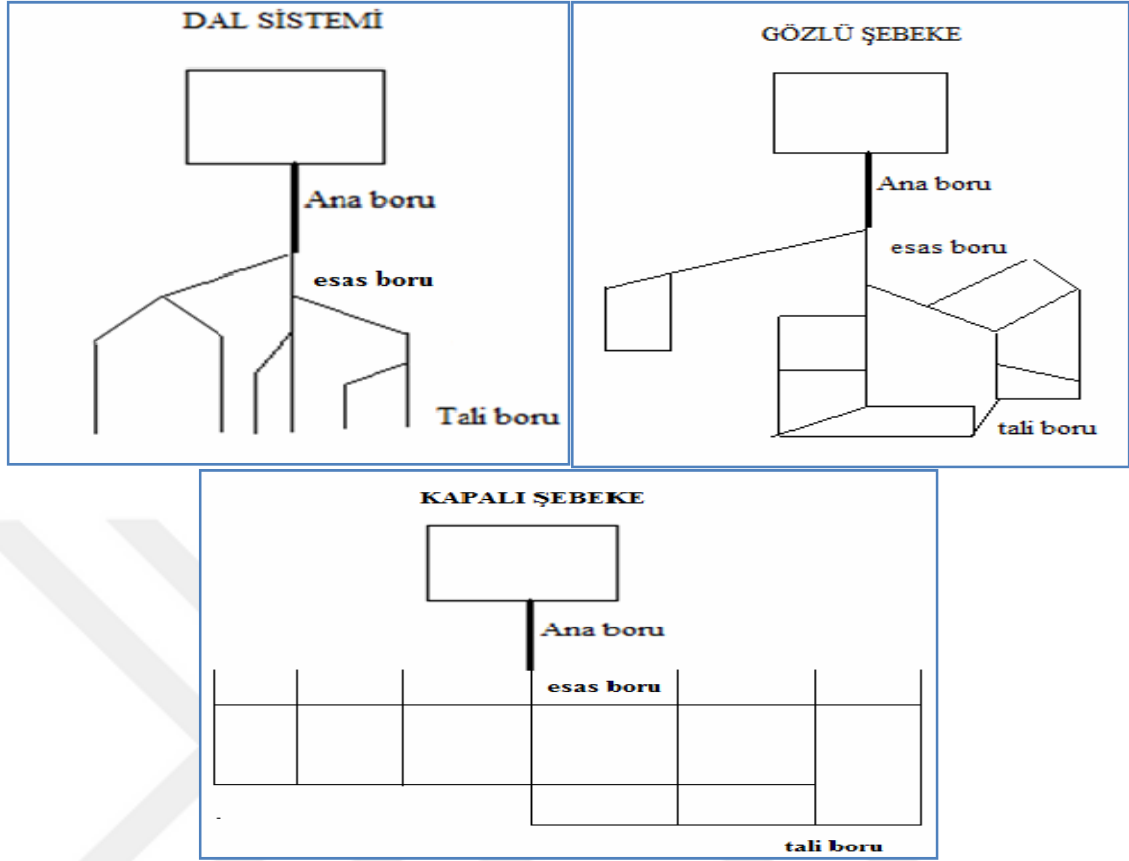 DAL SİSTEMİ
Ana boru
esas boru
Tali boru
GÖZLÜ ŞEBEKE
Ana boru
esas boru
tali boru
KAPALI ŞEBEKE
Ana boru
esas boru
tali boru